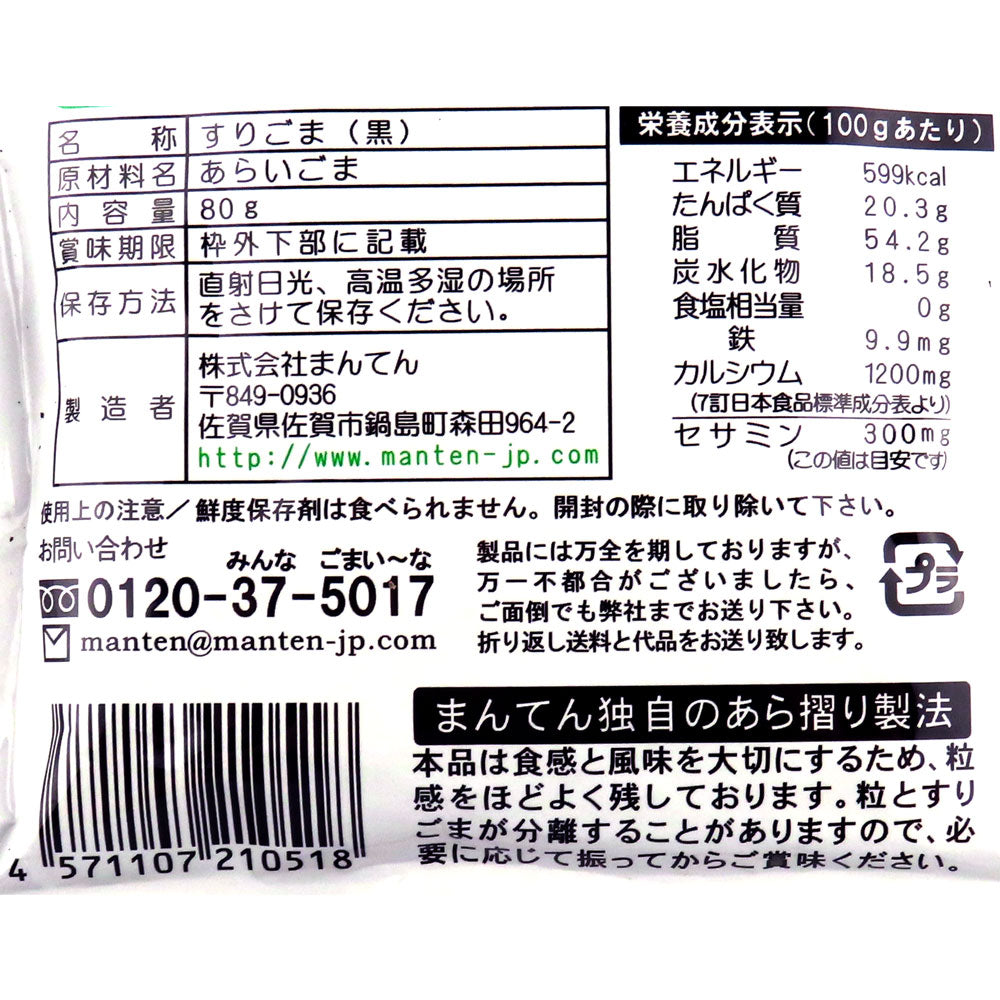 名称 すりごま（黒）
原材料名 あらいごま
内容量 80g
賞味期限 枠外下部に記載
保存方法 直射日光、高温多湿の場所
をさけて保存ください。
製造者 株式会社まんてん
〒849-0936
佐賀県佐賀市鍋島町森田964-2
http://www.manten-jp.com
栄養成分表示（100gあたり）
エネルギー 599kcal
たんぱく質 20.3g
脂質 54.2g
炭水化物 18.5g
食塩相当量 0g
鉄 9.9mg
カルシウム 1200mg
（7訂日本食品標準成分表より）
セサミン 300mg
（この値は目安です）
使用上の注意／鮮度保存剤は食べられません。開封の際に取り除いて下さい。
お問い合わせ
みんな ごまい〜な
0120-37-5017
manten@manten-jp.com
製品には万全を期しておりますが、
万一不都合がございましたら、
ご面倒でも弊社までお送り下さい。
折り返し送料と代品をお送り致します。
プラ
まんてん独自のあら摺り製法
本品は食感と風味を大切にするため、粒
感をほどよく残しております。粒とすり
ごまが分離することがありますので、必
要に応じて振ってからご賞味ください。
4 571107 210518